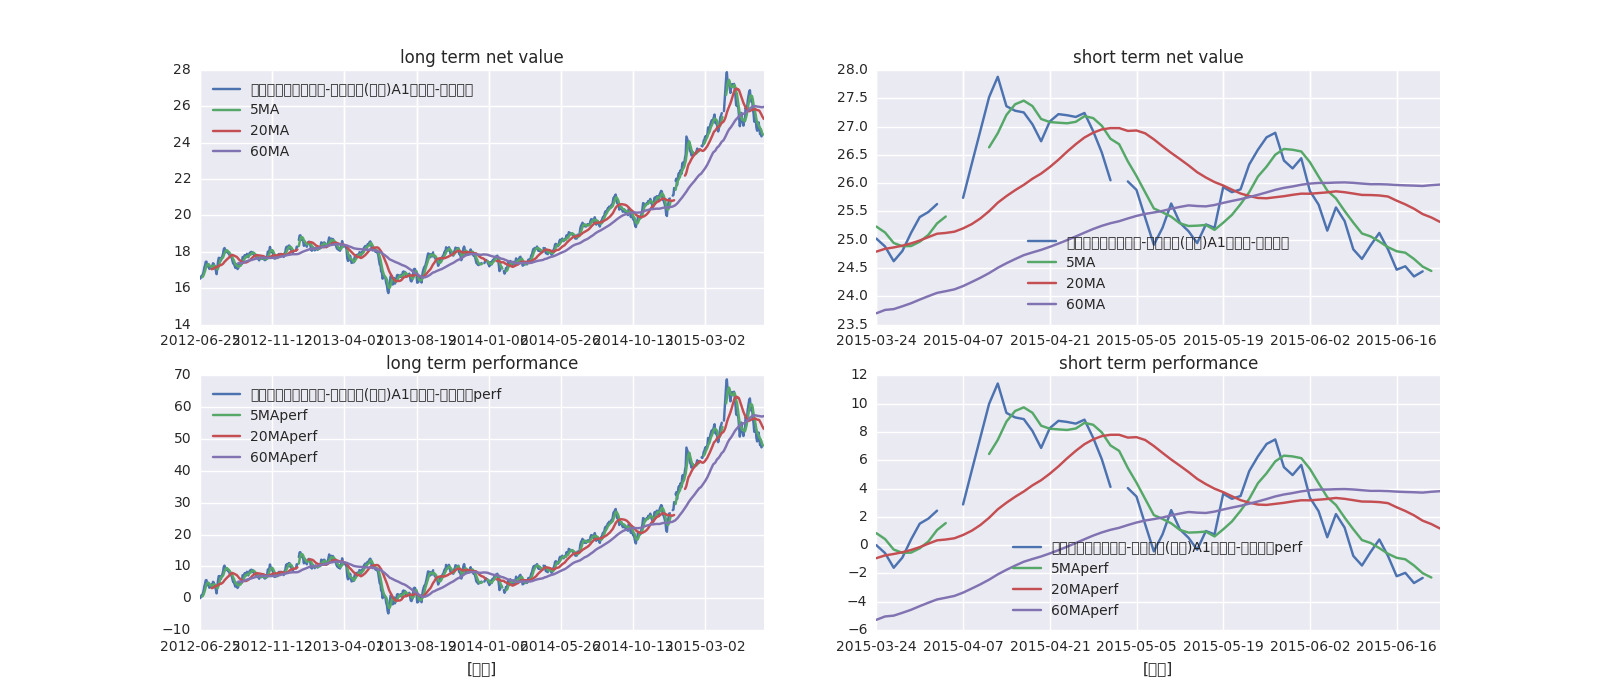 long term net value
28
26
24
22
20
18
16
14
-(  )A1   -
5MA
20MA
60MA
2012-06-25 2012-11-12 2013-04-01 2013-08-19 2014-01-06 2014-05-26 2014-10-13 2015-03-02
short term net value
28.0
27.5
27.0
26.5
26.0
25.5
25.0
24.5
24.0
23.5
-(  )A1   -
5MA
20MA
60MA
2015-03-24 2015-04-07 2015-04-21 2015-05-05 2015-05-19 2015-06-02 2015-06-16
long term performance
70
60
50
40
30
20
10
0
−10
-(  )A1   -    perf
5MAperf
20MAperf
60MAperf
2012-06-25 2012-11-12 2013-04-01 2013-08-19 2014-01-06 2014-05-26 2014-10-13 2015-03-02
short term performance
12
10
8
6
4
2
0
−2
−4
−6
-(  )A1   -    perf
5MAperf
20MAperf
60MAperf
2015-03-24 2015-04-07 2015-04-21 2015-05-05 2015-05-19 2015-06-02 2015-06-16